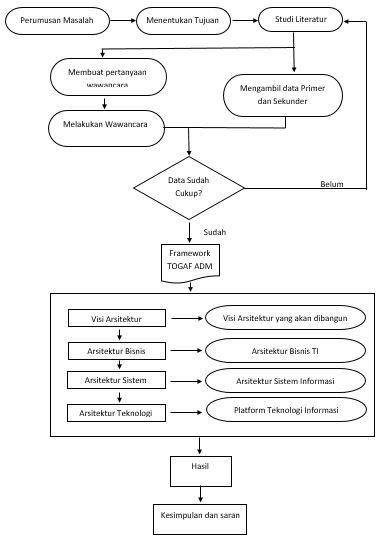 Perumusan Masalah
Menentukan Tujuan
Studi Literatur
Membuat pertanyaan
wawancara
Mengambil data Primer
dan Sekunder
Melakukan Wawancara
Data Sudah
Cukup?
Belum
Sudah
Framework
TOGAF ADM
Visi Arsitektur
Visi Arsitektur yang akan dibangun
Arsitektur Bisnis
Arsitektur Bisnis TI
Arsitektur Sistem
Arsitektur Sistem Informasi
Arsitektur Teknologi
Platform Teknologi Informasi
Hasil
Kesimpulan dan saran